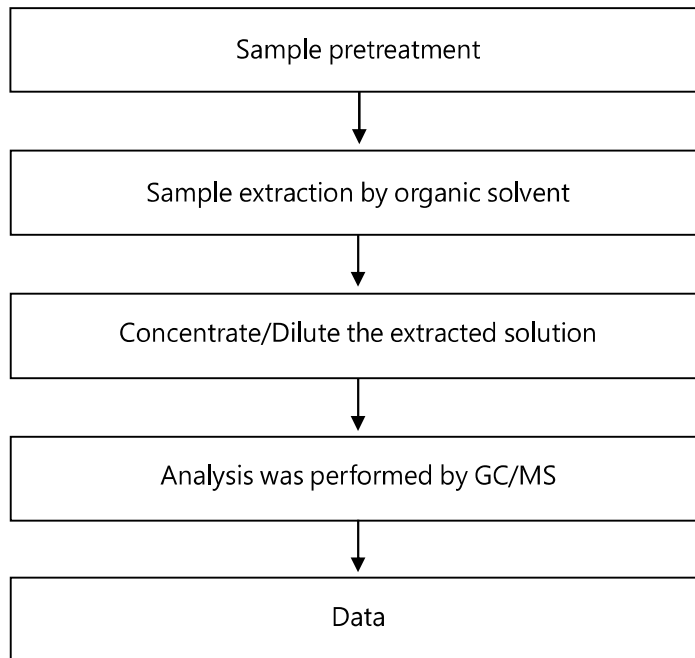 Sample pretreatment
Sample extraction by organic solvent
Concentrate/Dilute the extracted solution
Analysis was performed by GC/MS
Data